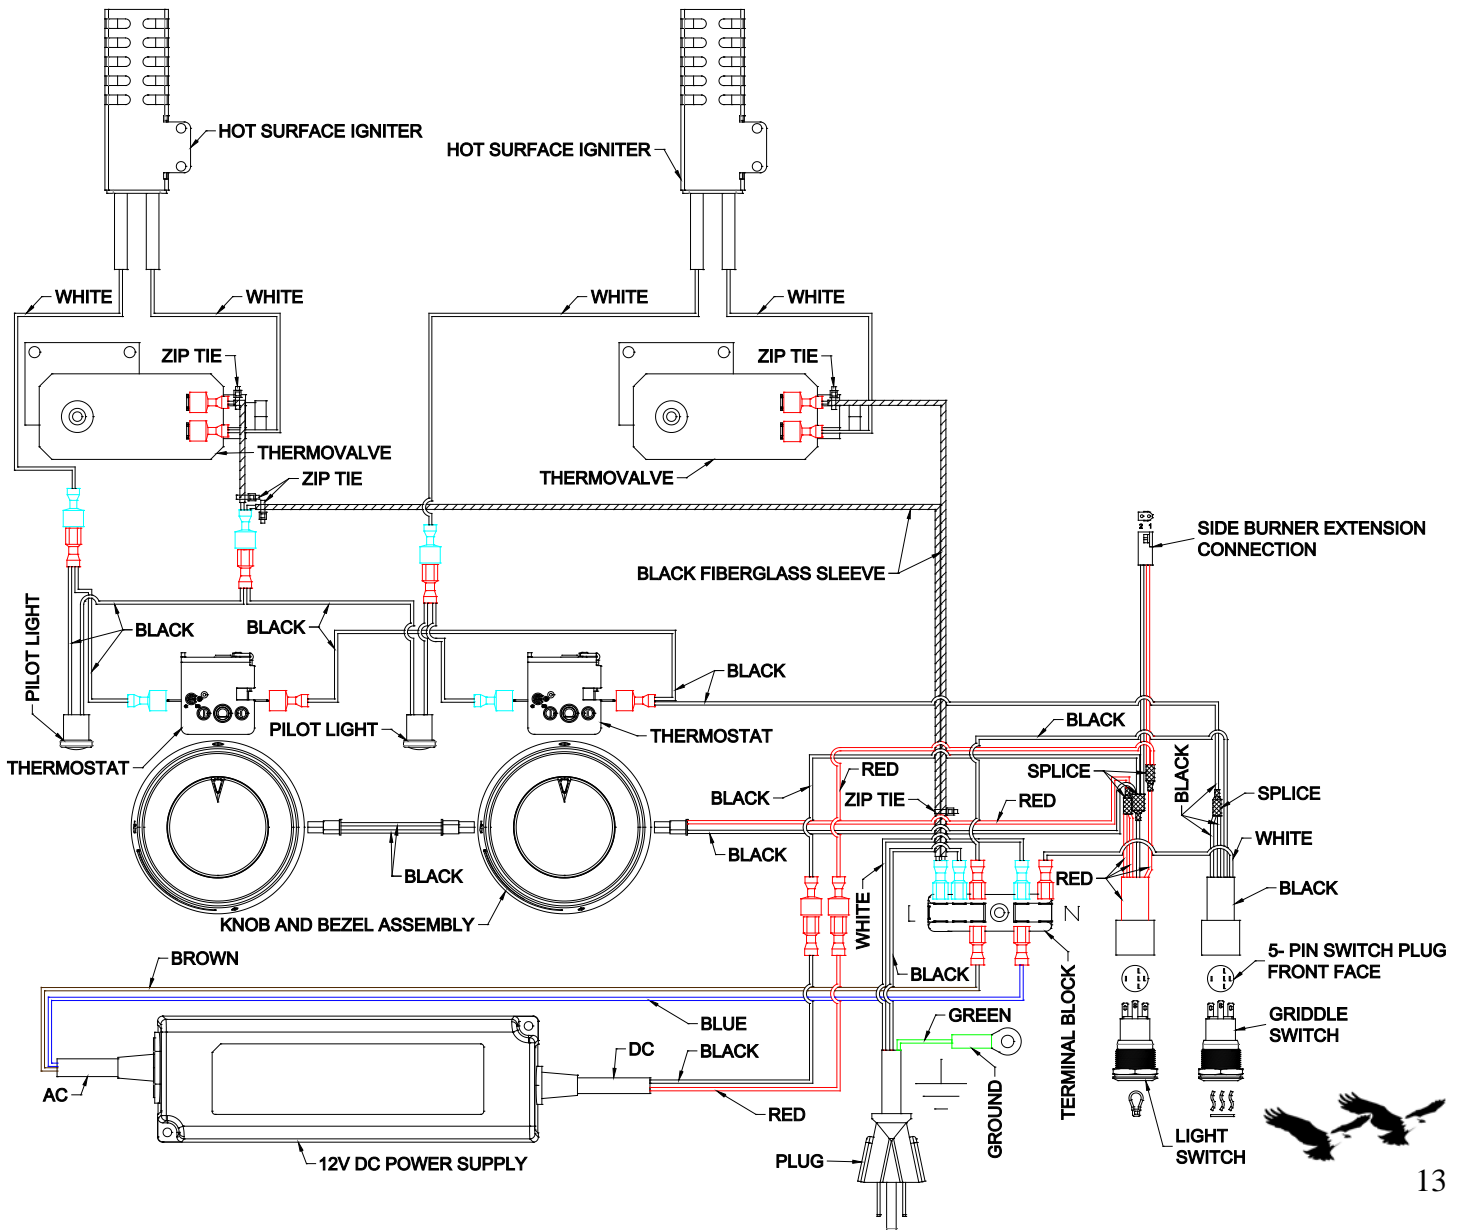 HOT SURFACE IGNITER
HOT SURFACE IGNITER
WHITE
WHITE
WHITE
WHITE
ZIP TIE
ZIP TIE
THERMOVALVE
ZIP TIE
THERMOVALVE
2 1
SIDE BURNER EXTENSION
CONNECTION
BLACK FIBERGLASS SLEEVE
BLACK
BLACK
PILOT LIGHT
BLACK
PILOT LIGHT
THERMOSTAT
BLACK
THERMOSTAT
RED
SPLICE
BLACK
BLACK
ZIP TIE
RED
SPLICE
BLACK
WHITE
BLACK
RED
BLACK
KNOB AND BEZEL ASSEMBLY
WHITE
L
N
BROWN
BLACK
5- PIN SWITCH PLUG
FRONT FACE
BLUE
GREEN
TERMINAL BLOCK
GRIDDLE
SWITCH
DC
BLACK
AC
RED
GROUND
12V DC POWER SUPPLY
PLUG
LIGHT
SWITCH
13